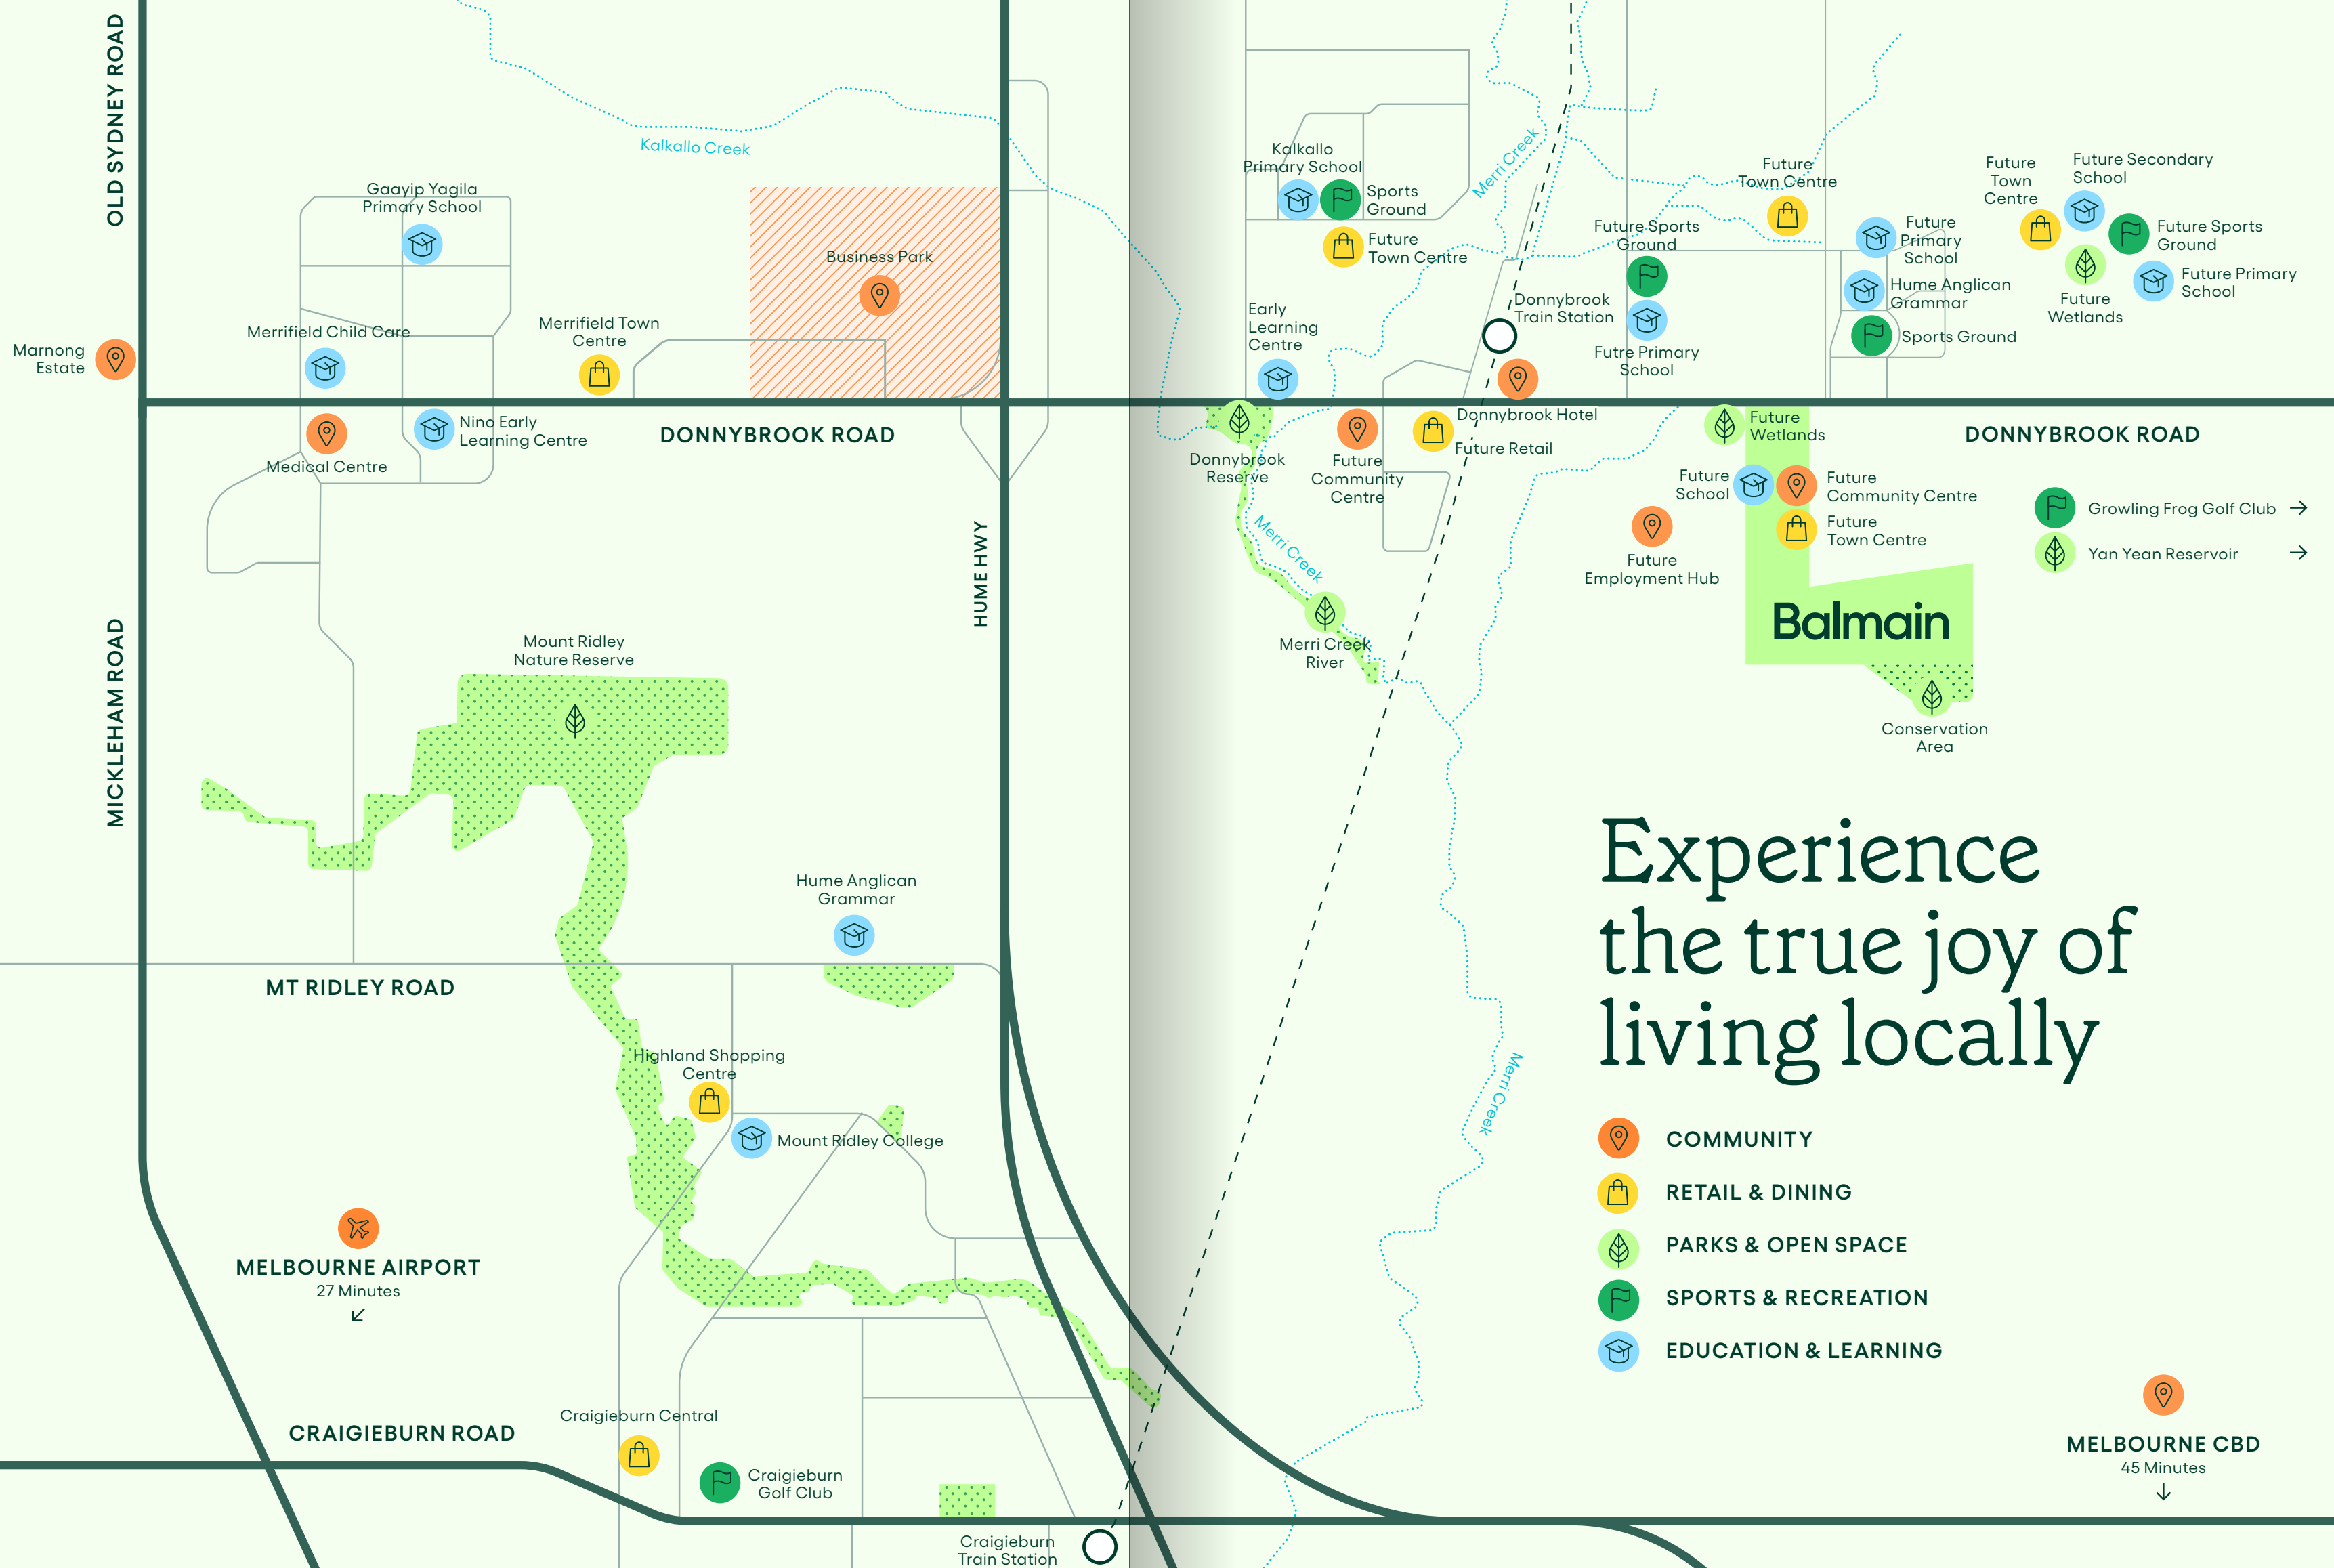 OLD SYDNEY ROAD
Kalkallo Creek
Gaayip Yagila
Primary School
Business Park
Merrifield Child Care
Merrifield Town
Centre
Marnong
Estate
Nino Early
Learning Centre
Medical Centre
DONNYBROOK ROAD
HUME HWY
MICKLEHAM ROAD
Mount Ridley
Nature Reserve
Hume Anglican
Grammar
MT RIDLEY ROAD
Highland Shopping
Centre
Mount Ridley College
MELBOURNE AIRPORT
27 Minutes
CRAIGIEBURN ROAD
Craigieburn Central
Craigieburn
Golf Club
Craigieburn
Train Station
Kalkallo
Primary School
Sports
Ground
Future
Town Centre
Merri Creek
Early
Learning
Centre
Donnybrook
Train Station
Future Sports
Ground
Futre Primary
School
Future
Town Centre
Future
Primary
School
Hume Anglican
Grammar
Sports Ground
Future
Town
Centre
Future Secondary
School
Future Sports
Ground
Future Primary
School
Future
Wetlands
Donnybrook Hotel
Future Retail
Donnybrook
Reserve
Future
Community
Centre
Merri Creek
Merri Creek
River
Future
Wetlands
DONNYBROOK ROAD
Future
School
Future
Community Centre
Future
Town Centre
Future
Employment Hub
Growling Frog Golf Club →
Yan Yean Reservoir →
Balmain
Conservation
Area
Merri Creek
Experience
the true joy of
living locally
COMMUNITY
RETAIL & DINING
PARKS & OPEN SPACE
SPORTS & RECREATION
EDUCATION & LEARNING
MELBOURNE CBD
45 Minutes